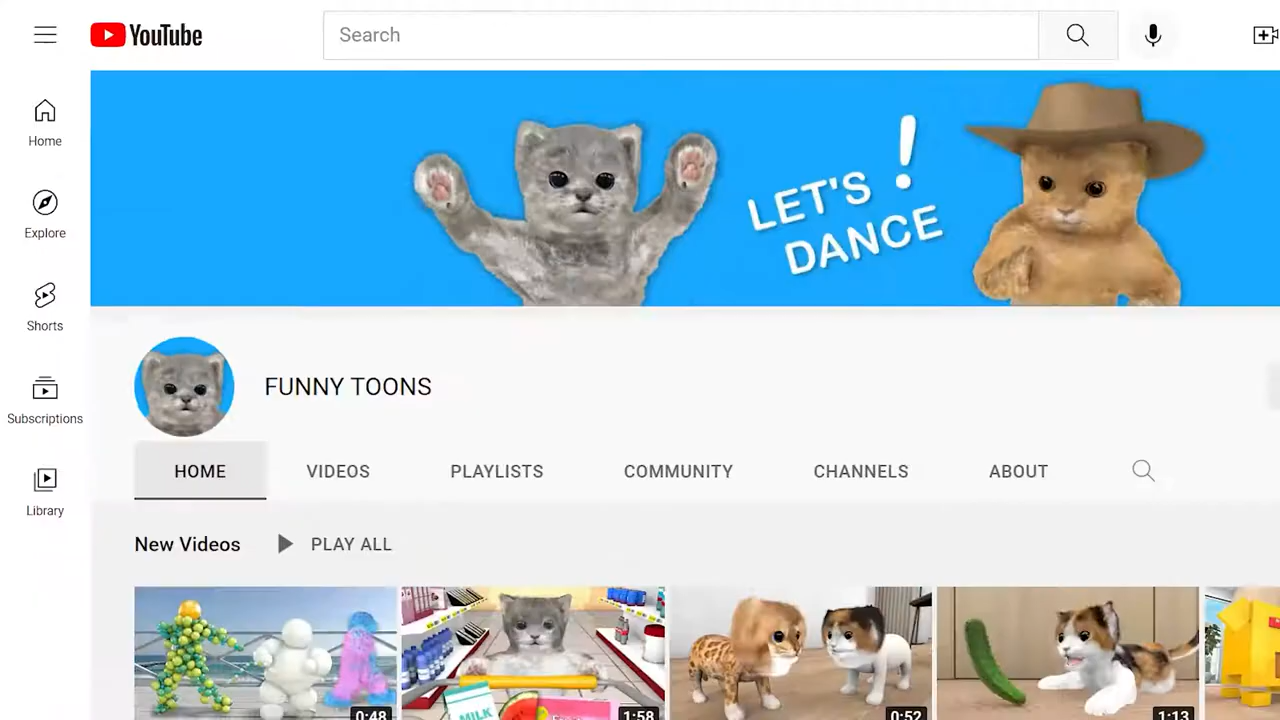 YouTube
Search
Home
Explore
Shorts
Subscriptions
Library
LET'S !
DANCE
FUNNY TOONS
HOME VIDEOS PLAYLISTS COMMUNITY CHANNELS ABOUT
New Videos PLAY ALL
MILK
0:48 1:58 0:52 1:13